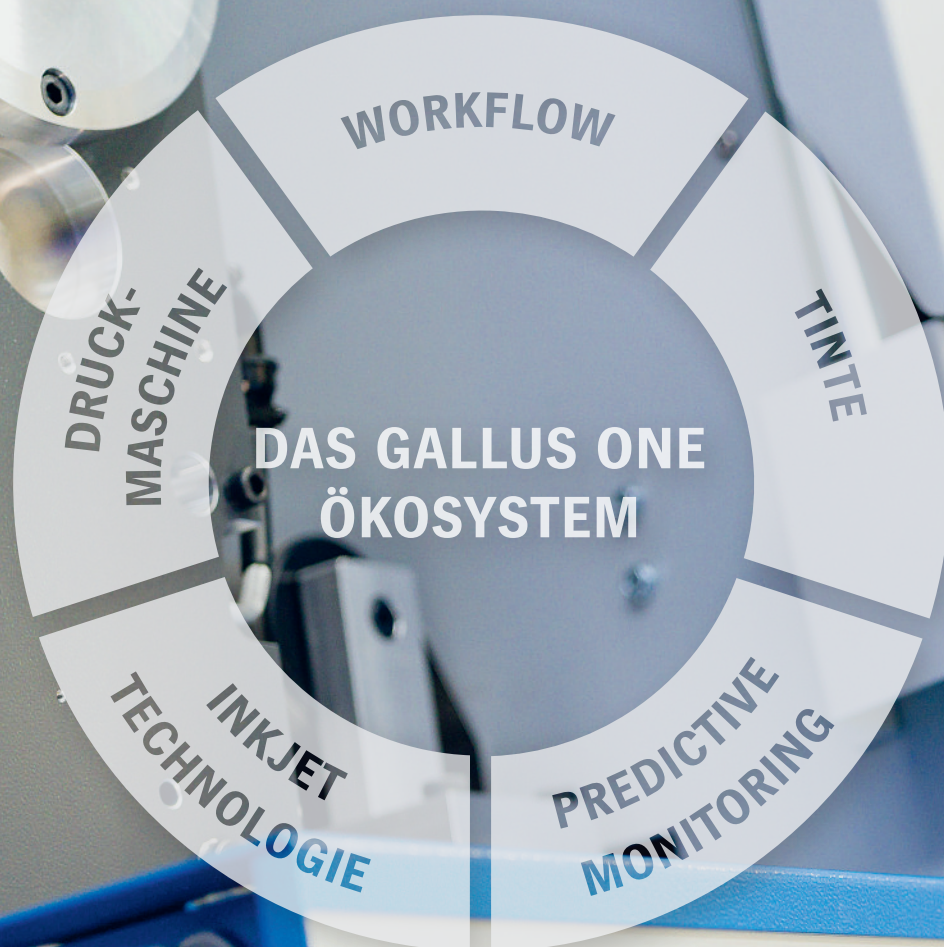 WORKFLOW
TINTE
PREDICTIVE
MONITORING
INKJET
TECHNOLOGIE
DRUCK-
MASCHINE
DAS GALLUS ONE
ÖKOSYSTEM